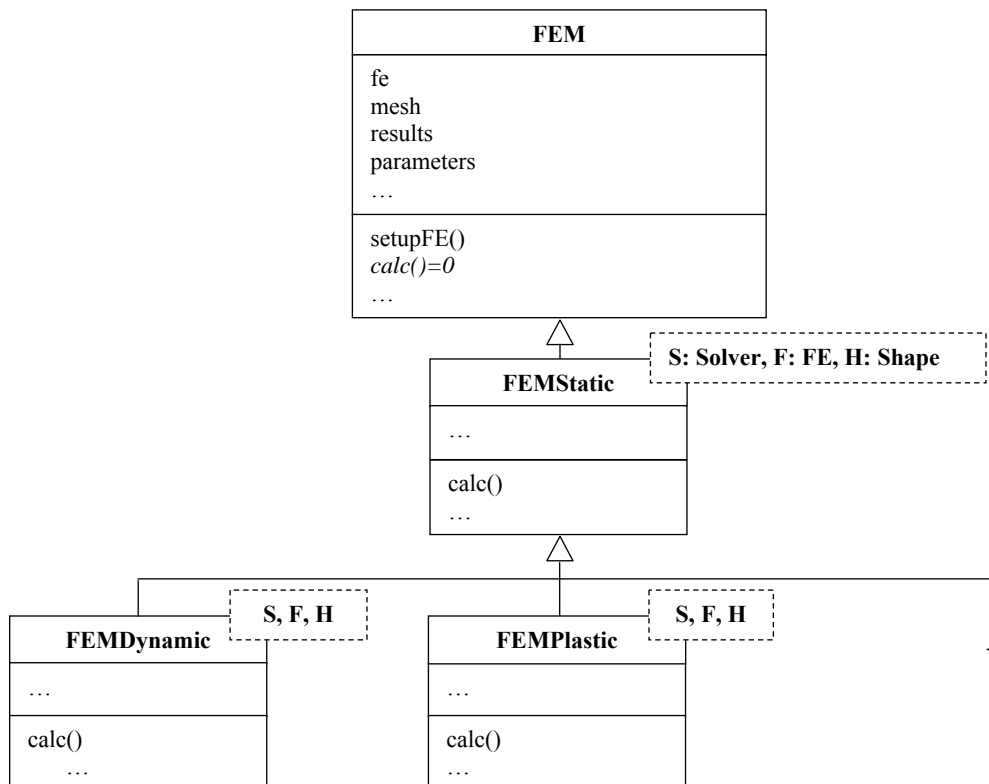 FEM
fe
mesh
results
parameters
…
setupFE()
calc()=0
…
S: Solver, F: FE, H: Shape
FEMStatic
…
calc()
…
S, F, H
FEMDynamic
…
calc()
…
S, F, H
FEMPlastic
…
calc()
…